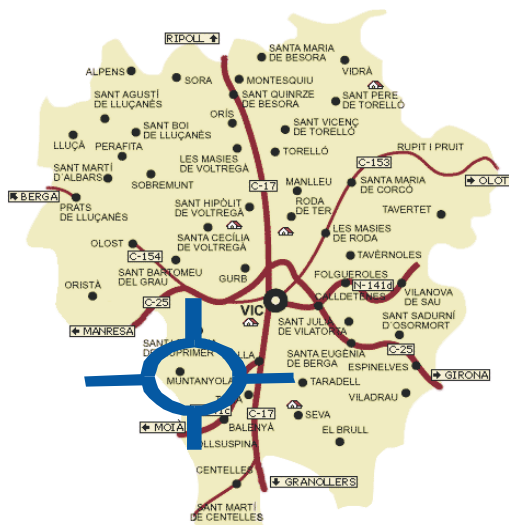 RIPOLL
SANTA MARIA
DE BESORA
VIDRÀ
ALPENS
SORA
MONTESQUIU
SANT QUINRZE
DE BESORA
SANT PERE
DE TORELLÓ
SANT AGUSTÍ
DE LLUÇANÈS
ORÍS
SANT VICENÇ
DE TORELLÓ
SANT BOI
DE LLUÇANÈS
LLUÇÀ
PERAFITA
LES MASIES
DE VOLTREGÀ
TORELLÓ
RUPIT I PRUIT
C-153
SANT MARTÍ
D'ALBARS
SOBREMUNT
C-17
MANLLEU
SANTA MARIA
DE CORCÓ
OLOT
BERGA
PRATS
DE LLUÇANÈS
SANT HIPÒLIT
DE VOLTREGÀ
RODA
DE TER
TAVERTET
OLOST
SANTA CECÍLIA
DE VOLTREGÀ
LES MASIES
DE RODA
C-154
TAVÈRNOLES
SANT BARTOMEU
DEL GRAU
GURB
FOLGUEROLES
N-141d
ORISTÀ
C-25
VIC
CALLDETENES
VILANOVA
DE SAU
MANRESA
SANT JULIÀ
DE VILATORTA
SANT SADURNÍ
D'OSORMORT
SANTA EUGÈNIA
DE BERGA
C-25
ESPINELVES
MUNTANYOLA
TARADELL
GIRONA
VILADRAU
C-17
SEVA
MOIÀ
BALENYÀ
EL BRULL
CENTELLES
GRANOLLERS
SANT MARTÍ
DE CENTELLES